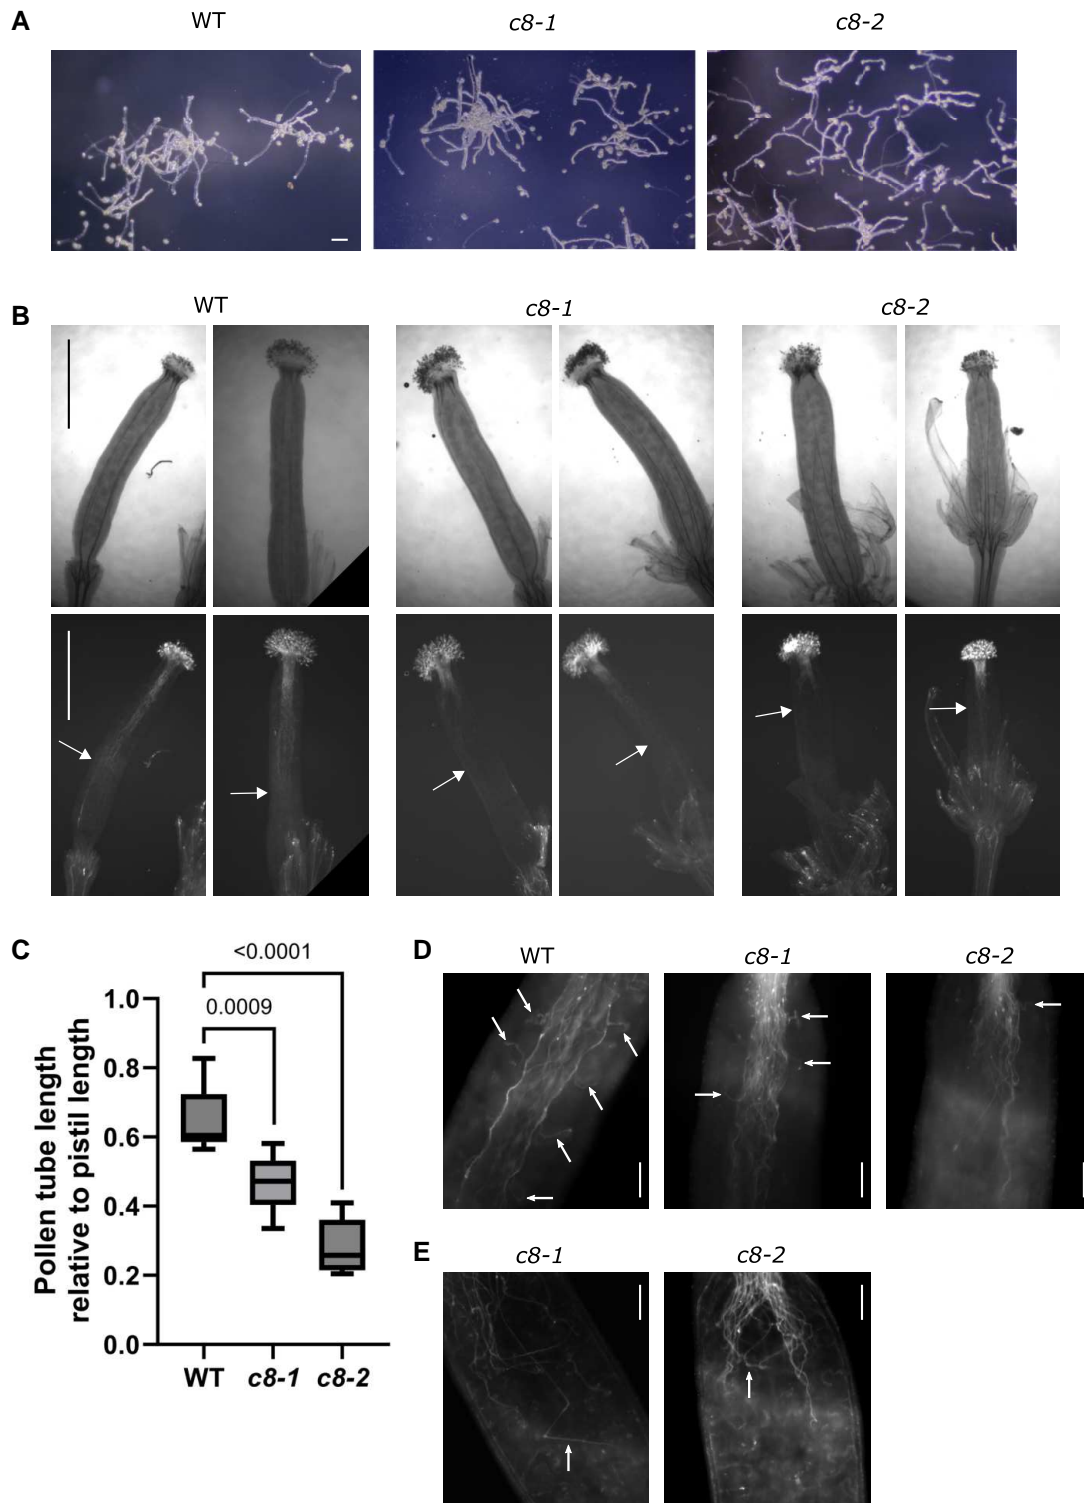 A
WT
c8-1
c8-2
B
WT
c8-1
c8-2
C
<0.0001
0.0009
1.0
0.8
0.6
0.4
0.2
0.0
Pollen tube length
relative to pistil length
WT
c8-1
c8-2
D
WT
c8-1
c8-2
E
c8-1
c8-2